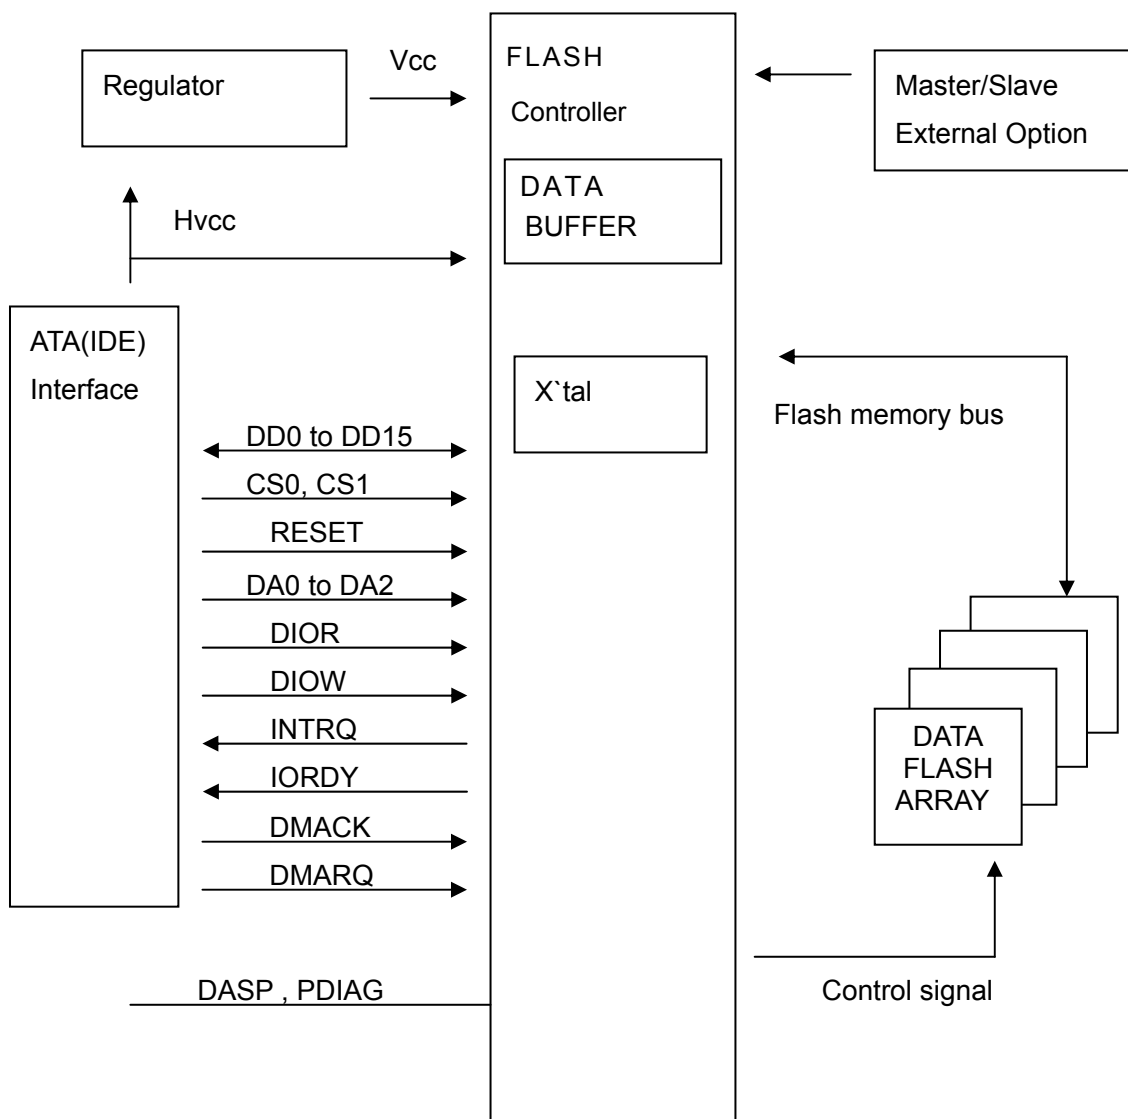 Regulator
Vcc
FLASH
Controller
Master/Slave
External Option
DATA
BUFFER
Hvcc
ATA(IDE)
Interface
X`tal
Flash memory bus
DD0 to DD15
CS0, CS1
RESET
DA0 to DA2
DIOR
DIOW
INTRQ
IORDY
DMACK
DMARQ
DATA
FLASH
ARRAY
DASP , PDIAG
Control signal